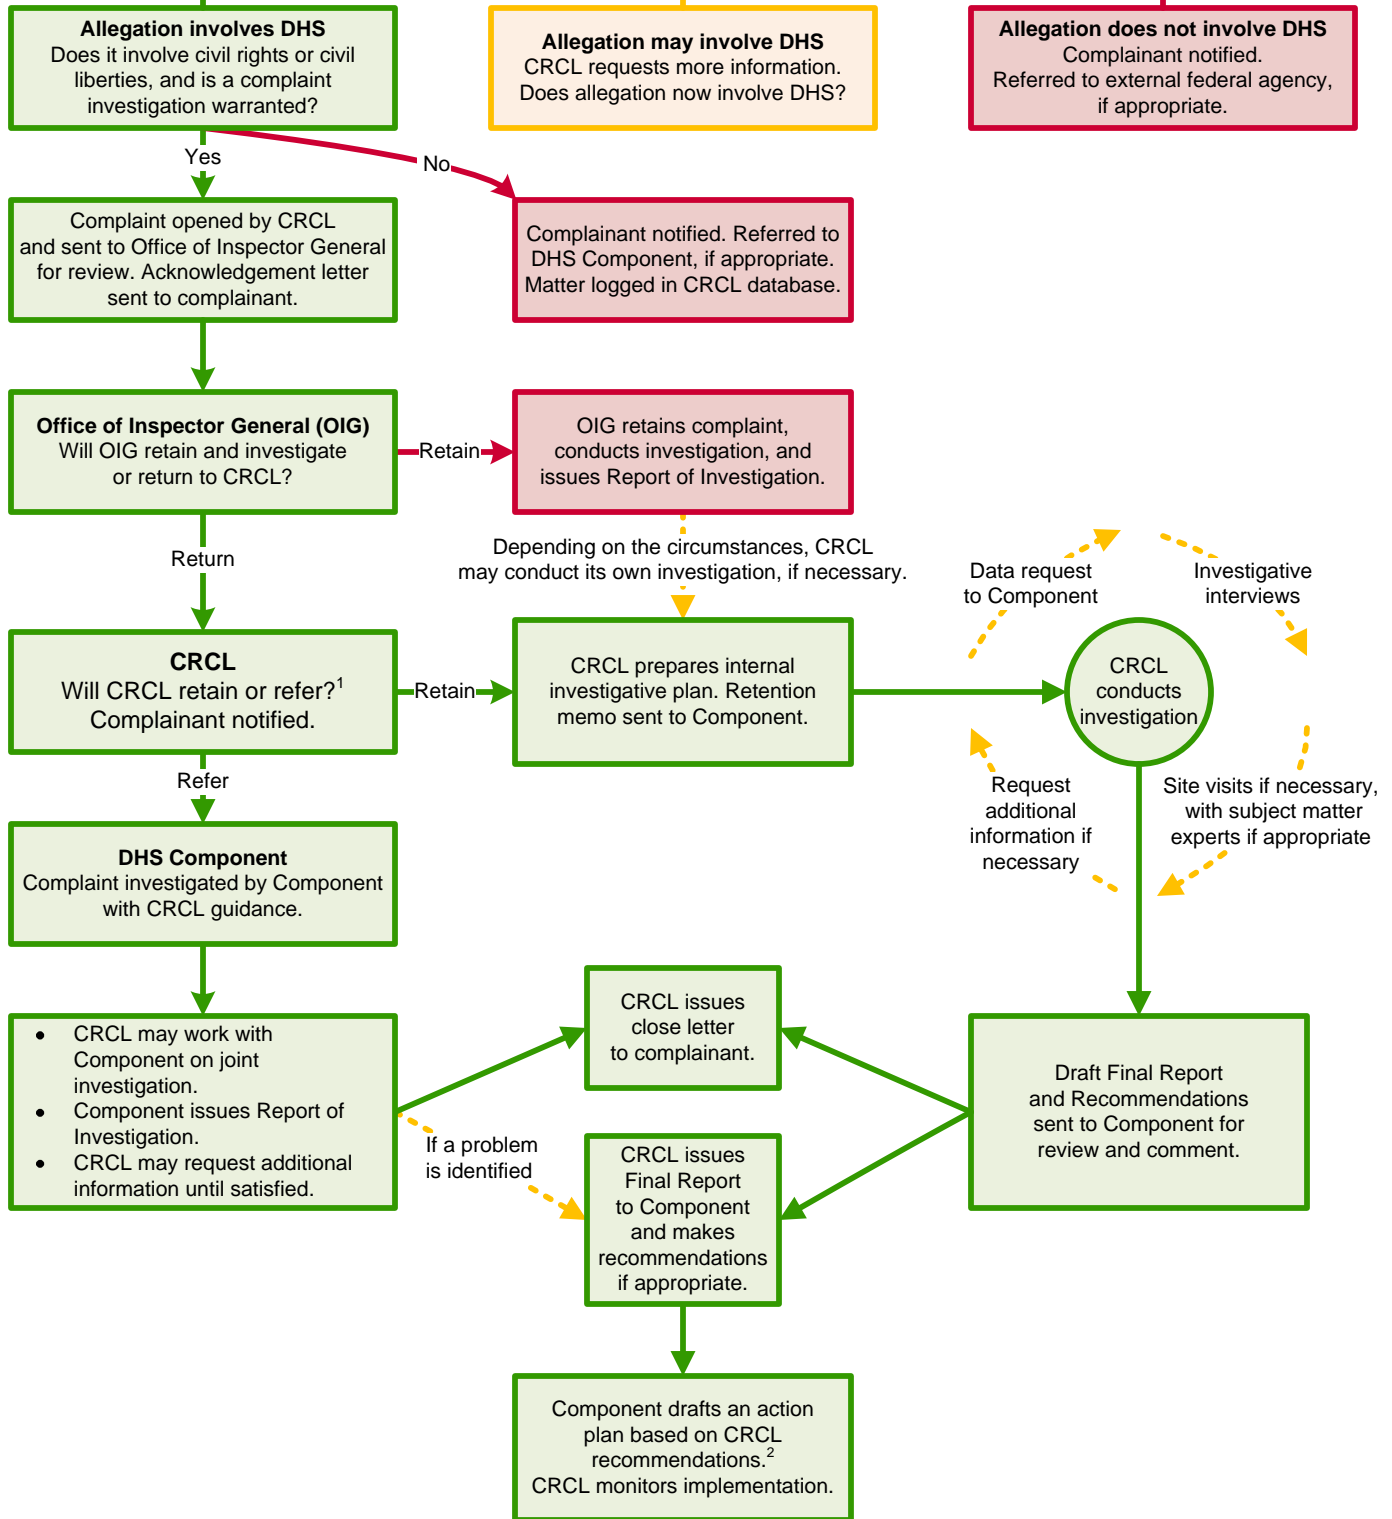 Allegation involves DHS
Does it involve civil rights or civil
liberties, and is a complaint
investigation warranted?
Allegation may involve DHS
CRCL requests more information.
Does allegation now involve DHS?
Allegation does not involve DHS
Complainant notified.
Referred to external federal agency,
if appropriate.
Yes
No
Complaint opened by CRCL
and sent to Office of Inspector General
for review. Acknowledgement letter
sent to complainant.
Complainant notified. Referred to
DHS Component, if appropriate.
Matter logged in CRCL database.
Office of Inspector General (OIG)
Will OIG retain and investigate
or return to CRCL?
Retain
OIG retains complaint,
conducts investigation, and
issues Report of Investigation.
Return
Depending on the circumstances, CRCL
may conduct its own investigation, if necessary.
Data request
to Component
Investigative
interviews
CRCL
Will CRCL retain or refer?¹
Complainant notified.
Retain
CRCL prepares internal
investigative plan. Retention
memo sent to Component.
CRCL
conducts
investigation
Refer
Request
additional
information if
necessary
Site visits if necessary,
with subject matter
experts if appropriate
DHS Component
Complaint investigated by Component
with CRCL guidance.
• CRCL may work with
Component on joint
investigation.
• Component issues Report of
Investigation.
• CRCL may request additional
information until satisfied.
CRCL issues
close letter
to complainant.
If a problem
is identified
CRCL issues
Final Report
to Component
and makes
recommendations
if appropriate.
Draft Final Report
and Recommendations
sent to Component for
review and comment.
Component drafts an action
plan based on CRCL
recommendations.²
CRCL monitors implementation.